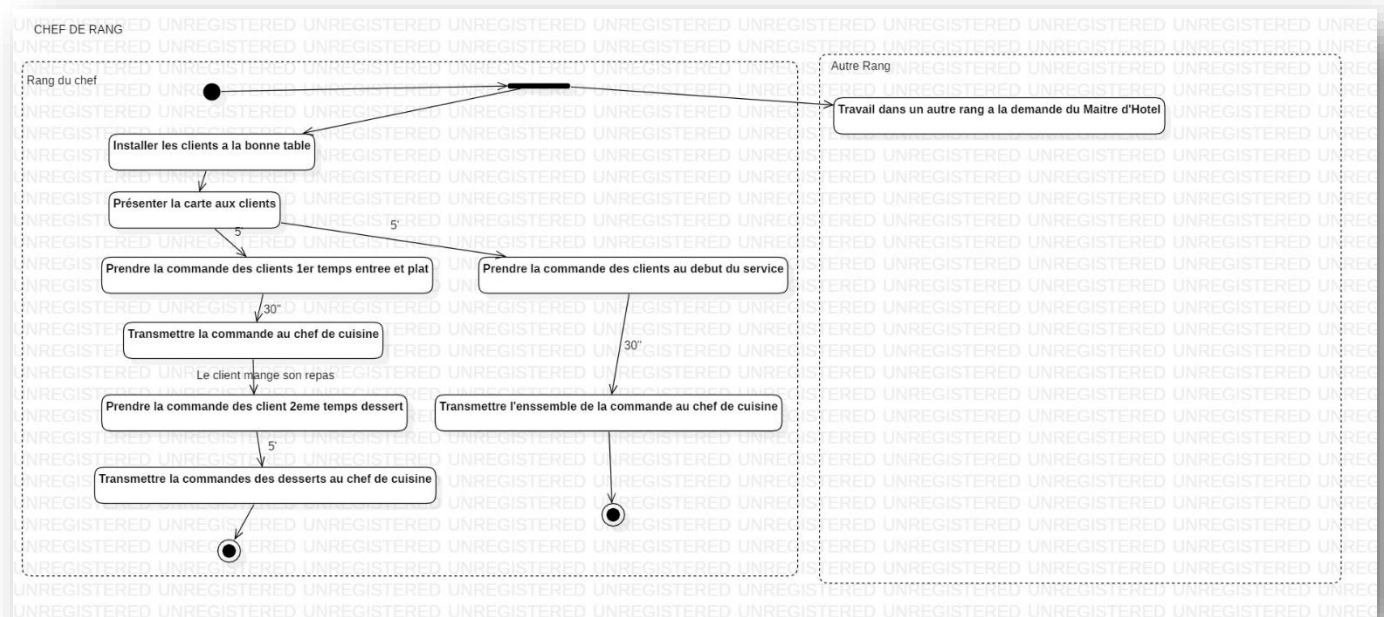 CHEF DE RANG
Rang du chef
Autre Rang
Travail dans un autre rang a la demande du Maitre d'Hotel
Installer les clients a la bonne table
Présenter la carte aux clients
5'
5'
Prendre la commande des clients 1er temps entree et plat
Prendre la commande des clients au debut du service
30"
Transmettre la commande au chef de cuisine
30"
Le client mange son repas
Prendre la commande des client 2eme temps dessert
Transmettre l'enssemble de la commande au chef de cuisine
5'
Transmettre la commandes des desserts au chef de cuisine
UNREGISTERED